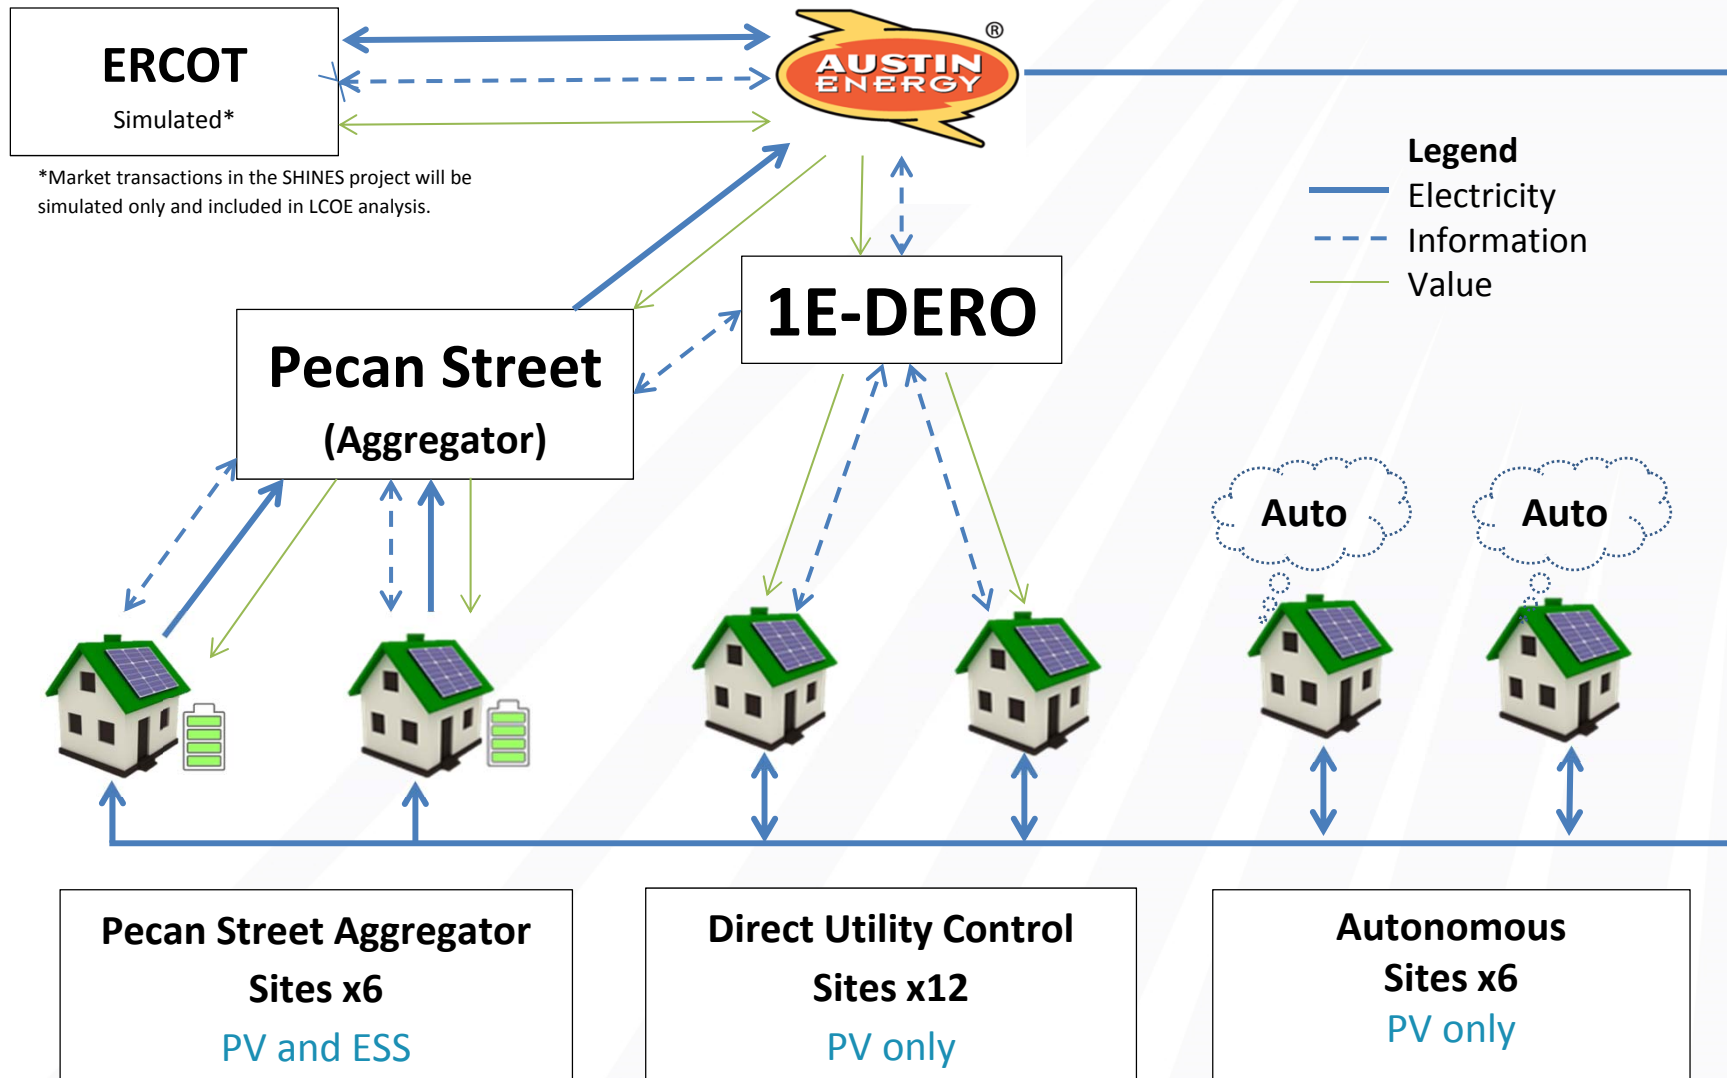 ERCOT
Simulated*
AUSTIN
ENERGY
®
*Market transactions in the SHINES project will be
simulated only and included in LCOE analysis.
Legend
Electricity
Information
Value
1E-DERO
Pecan Street
(Aggregator)
Auto
Auto
Pecan Street Aggregator
Sites x6
PV and ESS
Direct Utility Control
Sites x12
PV only
Autonomous
Sites x6
PV only